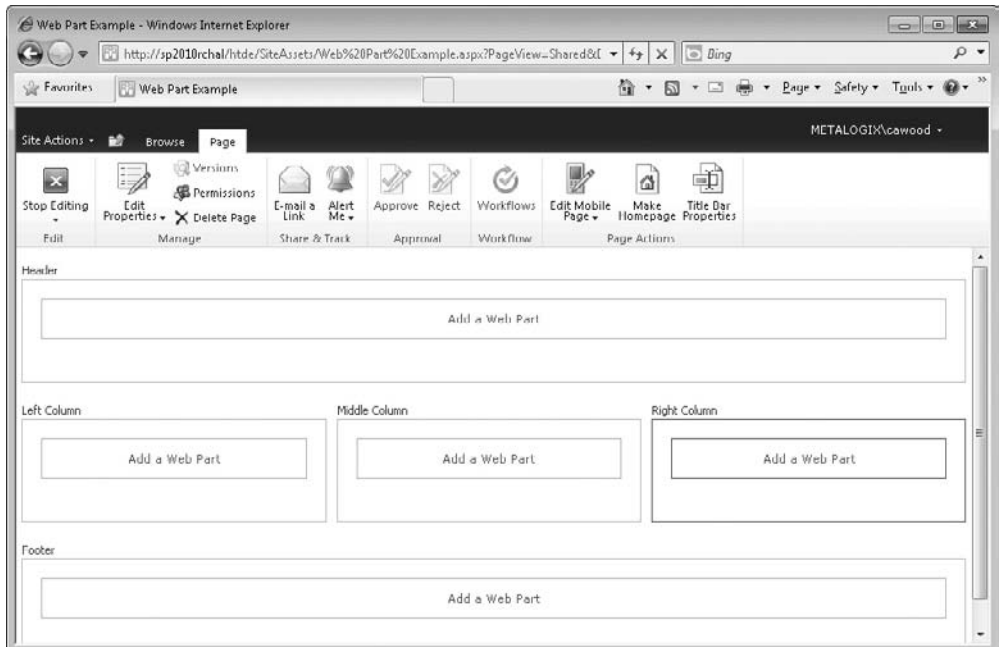 Web Part Example - Windows Internet Explorer
http://sp2010rchal/htde/SiteAssets/Web%20Part%20Example.aspx?PageView=Shared&
Bing
Favorites
Web Part Example
Page
Safety
Tools
METALOGIX\cawood
Site Actions
Browse
Page
Stop Editing
Edit Properties
Versions
Permissions
Delete Page
E-mail a Link
Alert Me
Approve
Reject
Workflows
Edit Mobile Page
Make Homepage
Title Bar Properties
Edit
Manage
Share & Track
Approval
Workflow
Page Actions
Header
Add a Web Part
Left Column
Middle Column
Right Column
Add a Web Part
Add a Web Part
Add a Web Part
Footer
Add a Web Part